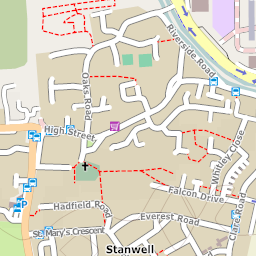 Riverside Road
Oaks Road
High Street
Whitley Close
Falcon Drive
Clare Road
Hadfield Road
Everest Road
St. Mary's Crescent
Stanwell
P